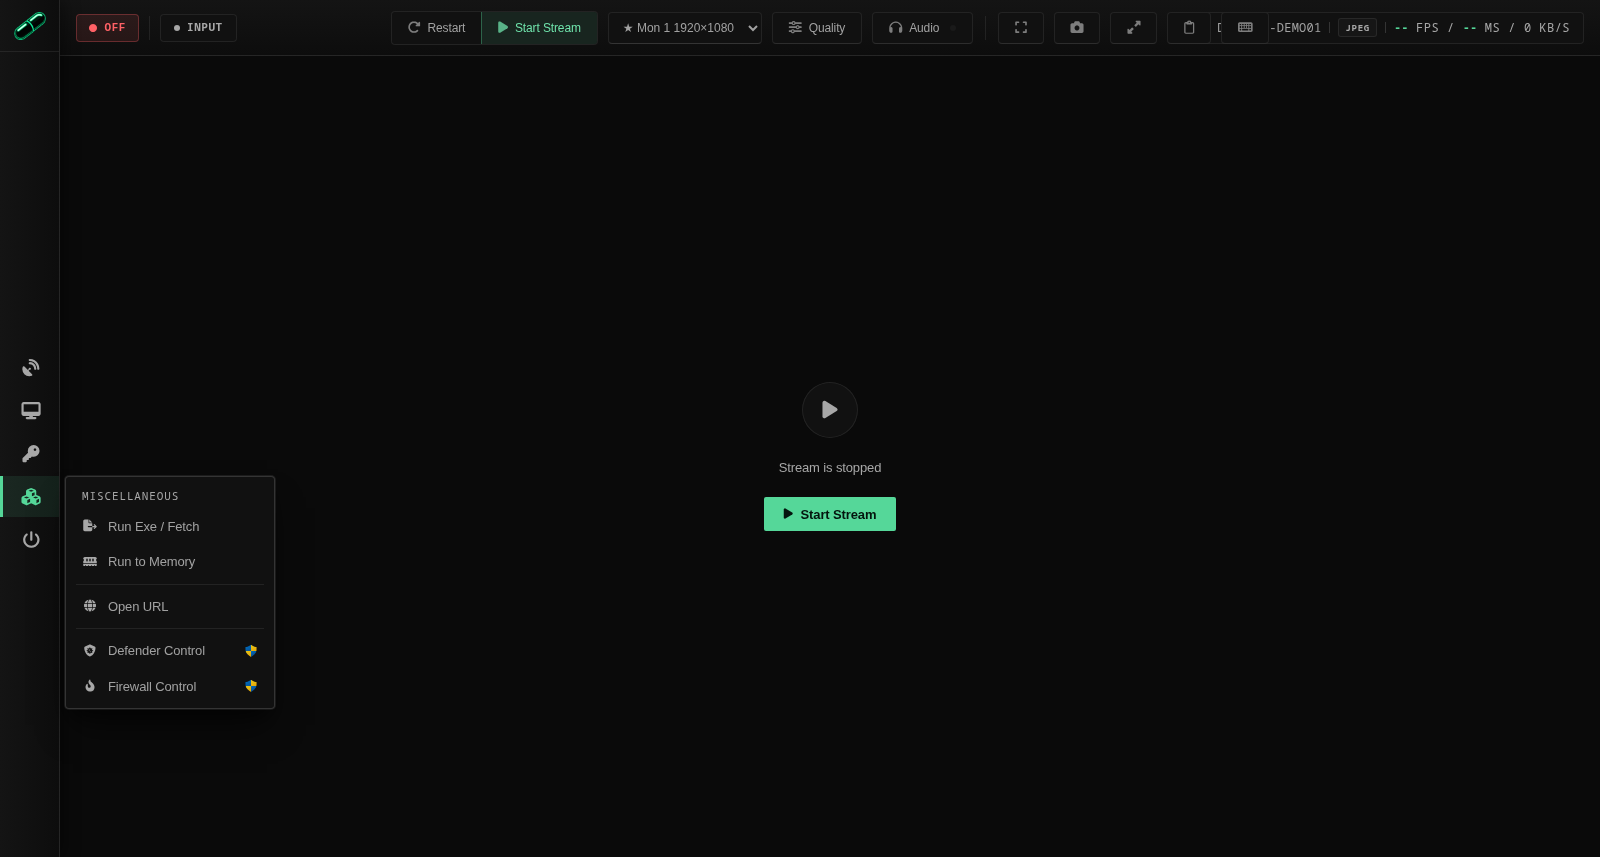 OFF
INPUT
Restart
Start Stream
★ Mon 1 1920×1080
Quality
Audio
-DEMO01
JPEG
-- FPS / -- MS / 0 KB/S
Stream is stopped
Start Stream
MISCELLANEOUS
Run Exe / Fetch
Run to Memory
Open URL
Defender Control
Firewall Control